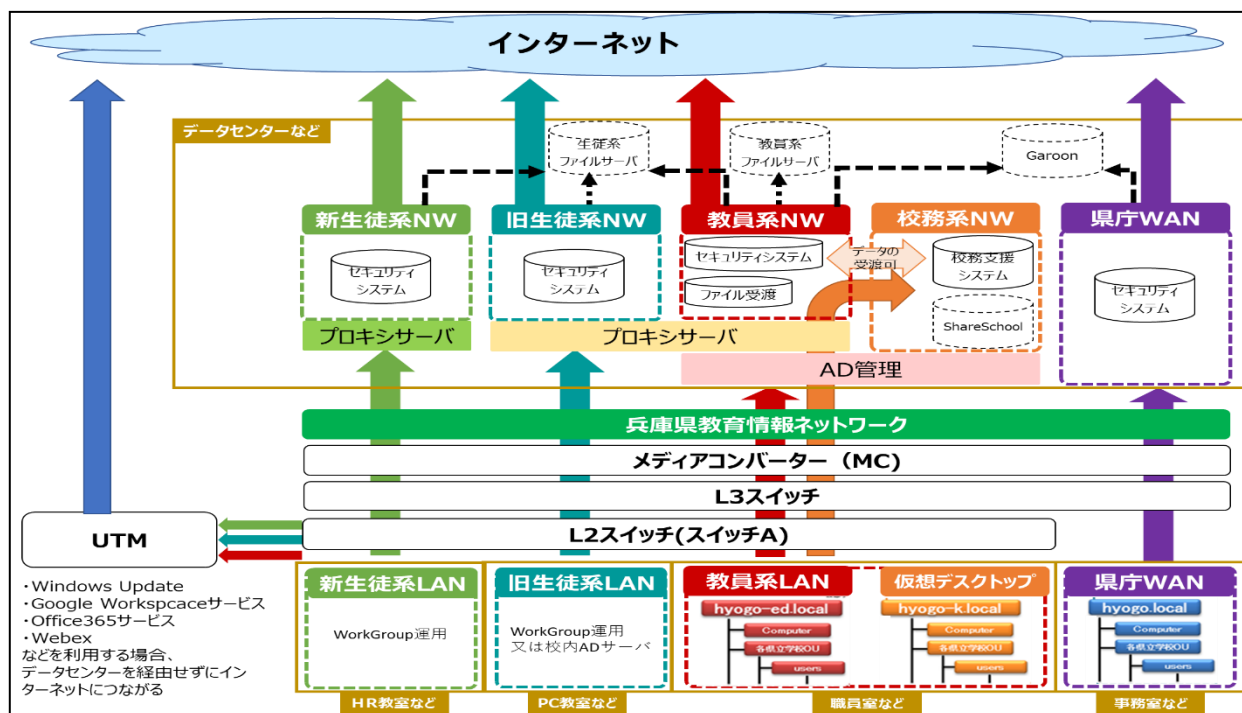 インターネット
データセンターなど
生徒系
ファイルサーバ
教員系
ファイルサーバ
Garoon
新生徒系NW
旧生徒系NW
教員系NW
校務系NW
県庁WAN
セキュリティ
システム
セキュリティ
システム
セキュリティシステム
ファイル受渡
データの
受渡可
校務支援
システム
ShareSchool
セキュリティ
システム
プロキシサーバ
プロキシサーバ
AD管理
兵庫県教育情報ネットワーク
メディアコンバーター（MC)
L3スイッチ
L2スイッチ(スイッチA)
UTM
・Windows Update
・Google Workspcaceサービス
・Office365サービス
・Webex
などを利用する場合、
データセンターを経由せずにイン
ターネットにつながる
新生徒系LAN
WorkGroup運用
HR教室など
旧生徒系LAN
WorkGroup運用
又は校内ADサーバ
PC教室など
教員系LAN
hyogo-ed.local
Computer
各県立学校OU
users
仮想デスクトップ
hyogo-k.local
Computer
各県立学校OU
users
職員室など
県庁WAN
hyogo.local
Computer
各県立学校OU
users
事務室など